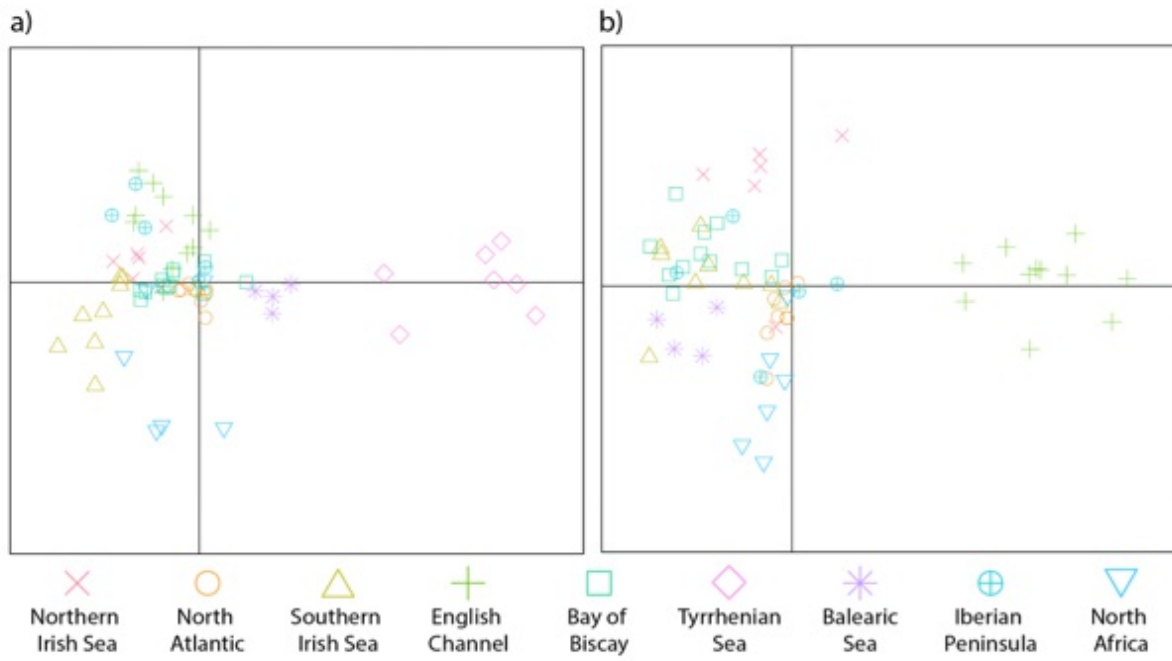 a)
b)
Northern
Irish Sea
North
Atlantic
Southern
Irish Sea
English
Channel
Bay of
Biscay
Tyrrhenian
Sea
Balearic
Sea
Iberian
Peninsula
North
Africa